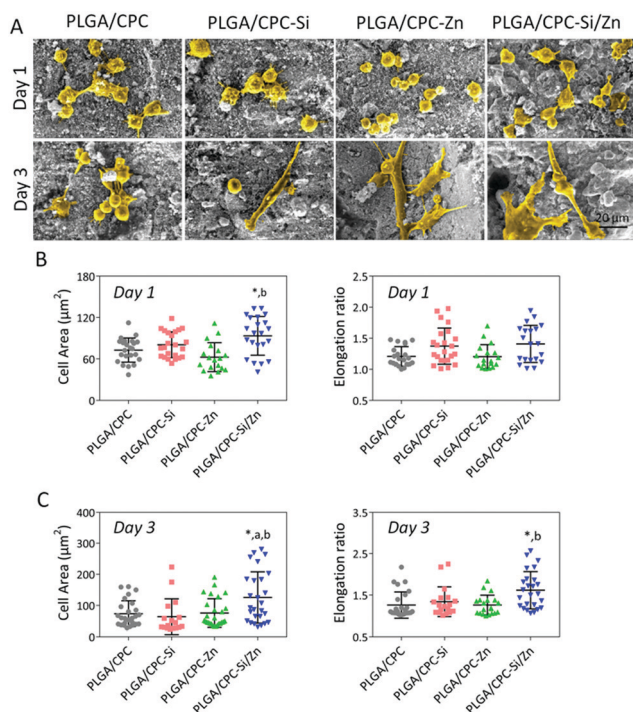 A
PLGA/CPC PLGA/CPC-Si PLGA/CPC-Zn PLGA/CPC-Si/Zn
Day 1
Day 3
20 μm
B
Day 1
*,b
Cell Area (μm²)
180
120
60
0
PLGA/CPC
PLGA/CPC-Si
PLGA/CPC-Zn
PLGA/CPC-Si/Zn
Day 1
Elongation ratio
2.5
2.0
1.5
1.0
0.5
PLGA/CPC
PLGA/CPC-Si
PLGA/CPC-Zn
PLGA/CPC-Si/Zn
C
Day 3
*,a,b
Cell Area (μm²)
400
300
200
100
0
PLGA/CPC
PLGA/CPC-Si
PLGA/CPC-Zn
PLGA/CPC-Si/Zn
Day 3
*,b
Elongation ratio
3.5
2.5
1.5
0.5
PLGA/CPC
PLGA/CPC-Si
PLGA/CPC-Zn
PLGA/CPC-Si/Zn